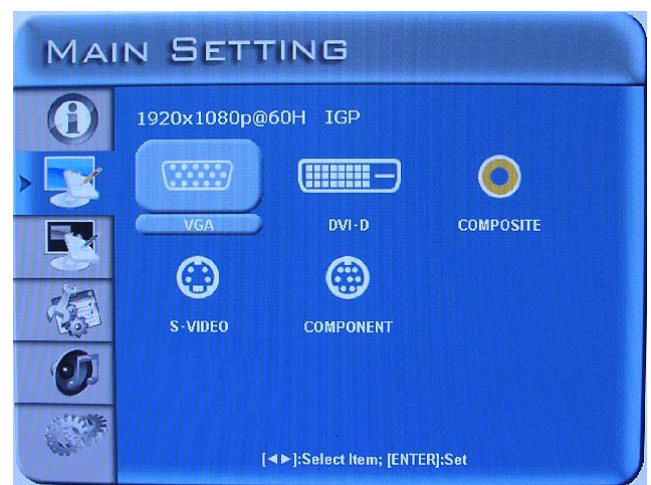 MAIN SETTING
1920x1080p@60H IGP
VGA DVI-D COMPOSITE
S-VIDEO COMPONENT
[◄►]:Select Item; [ENTER]:Set